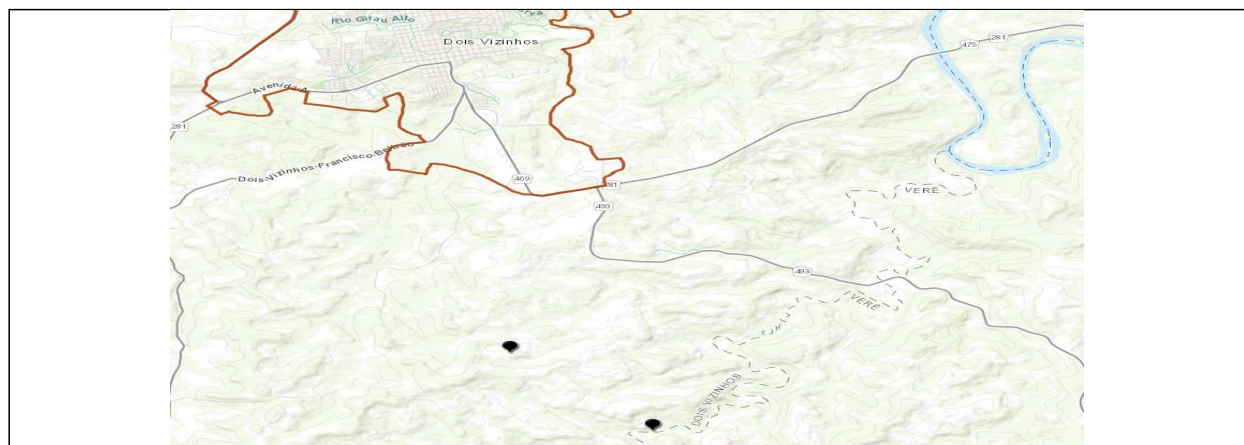 Rio Girau Alto
Dois Vizinhos
475
281
Avenida A
281
Dois-Vizinhos-Francisco-Beltrão
469
281
VERÊ
493
493
VERÊ
DOIS VIZINHOS